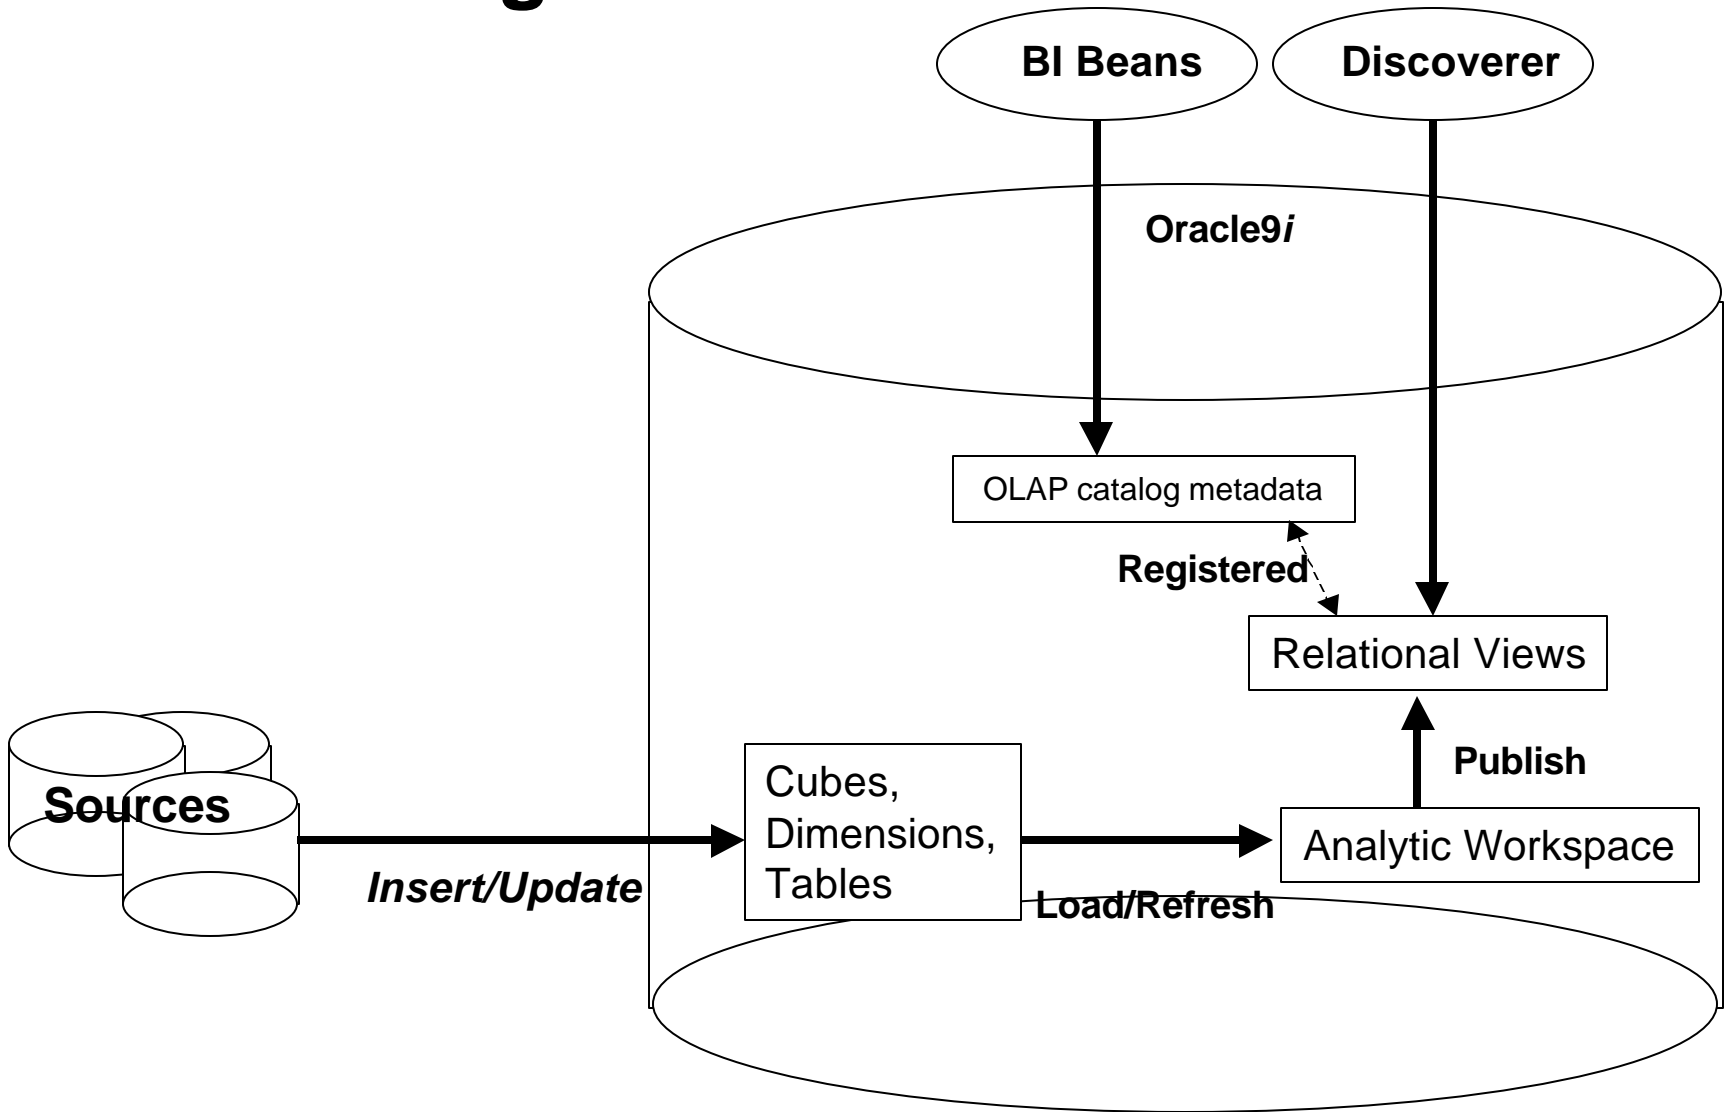 BI Beans
Discoverer
Oracle9i
OLAP catalog metadata
Registered
Relational Views
Publish
Sources
Cubes,
Dimensions,
Tables
Analytic Workspace
Insert/Update
Load/Refresh